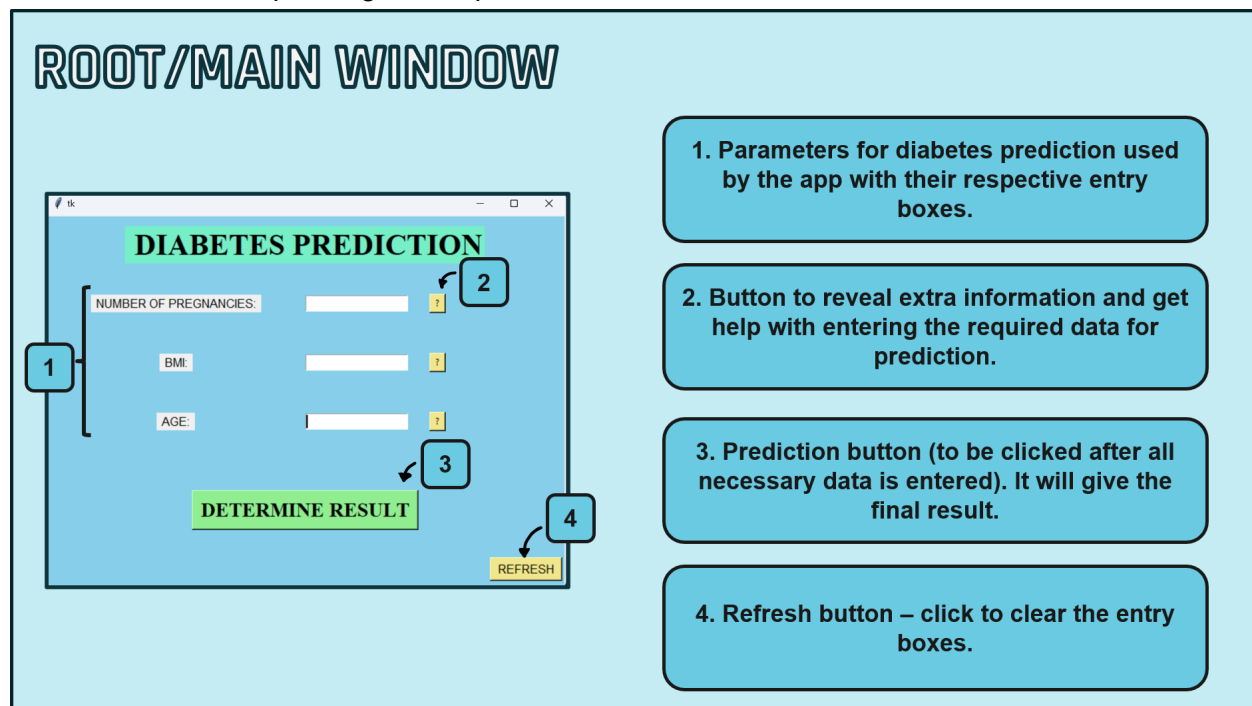 ROOT/MAIN WINDOW
tk
DIABETES PREDICTION
2
NUMBER OF PREGNANCIES:
?
1
BMI:
?
AGE:
?
3
DETERMINE RESULT
4
REFRESH
1. Parameters for diabetes prediction used
by the app with their respective entry
boxes.
2. Button to reveal extra information and get
help with entering the required data for
prediction.
3. Prediction button (to be clicked after all
necessary data is entered). It will give the
final result.
4. Refresh button – click to clear the entry
boxes.